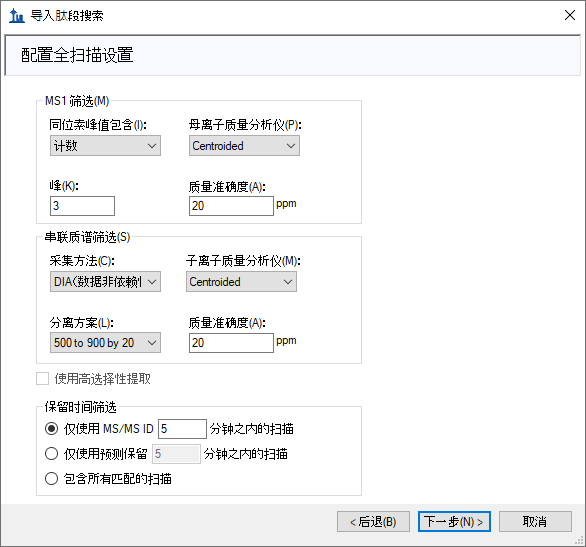 导入肽段搜索
配置全扫描设置
MS1 筛选(M)
同位素峰值包含(I): 母离子质量分析仪(P):
计数 Centroided
峰(K): 质量准确度(A):
3 20 ppm
串联质谱筛选(S)
采集方法(C): 子离子质量分析仪(M):
DIA(数据非依赖性 Centroided
分离方案(L): 质量准确度(A):
500 to 900 by 20 20 ppm
使用高选择性提取
保留时间筛选
仅使用 MS/MS ID 5 分钟之内的扫描
仅使用预测保留 5 分钟之内的扫描
包含所有匹配的扫描
< 后退(B) 下一步(N) > 取消